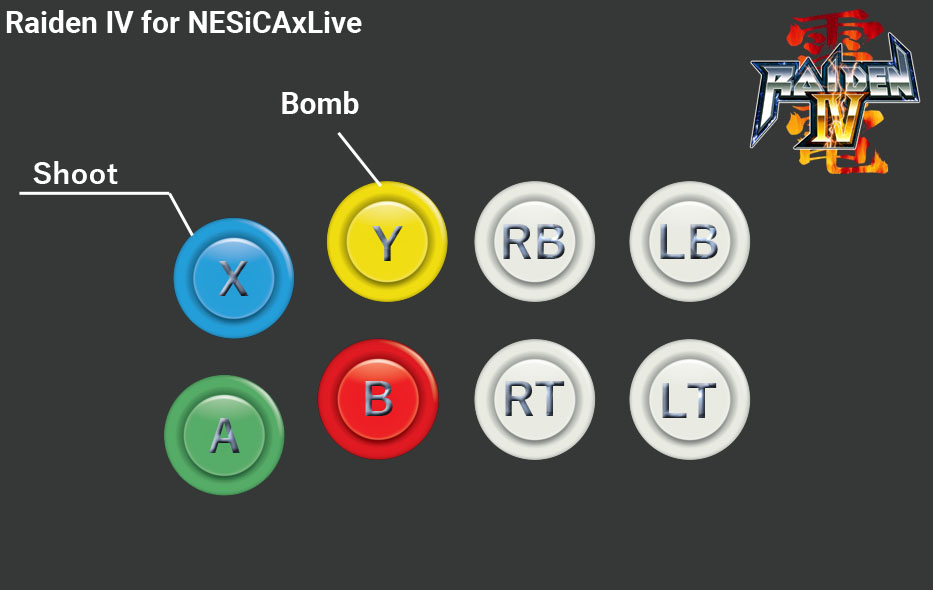 Raiden IV for NESiCAxLive
雷
RAIDEN
IV
電
Bomb
Shoot
X
Y
RB
LB
A
B
RT
LT